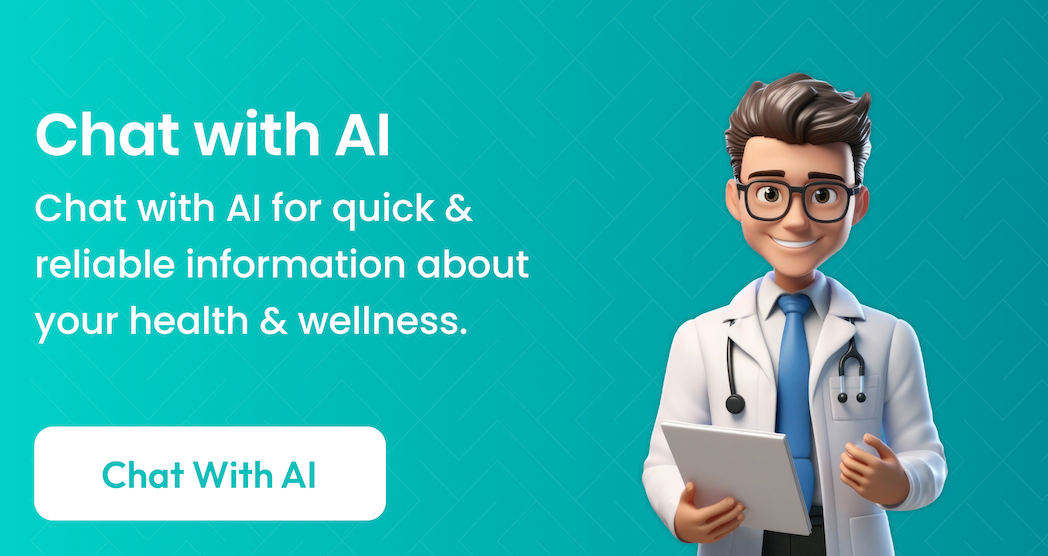 Chat with AI
Chat with AI for quick &
reliable information about
your health & wellness.
Chat With AI